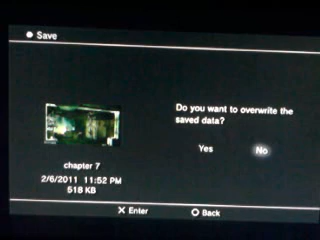 Save
Do you want to overwrite the
saved data?
Yes No
chapter 7
2/6/2011 11:52 PM
518 KB
X Enter O Back